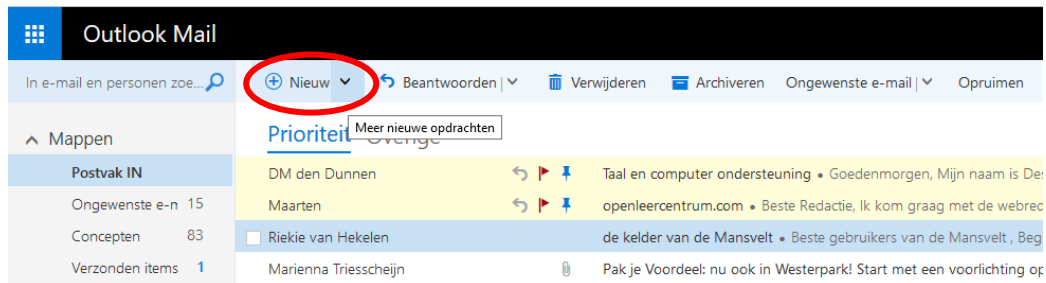 Outlook Mail
In e-mail en personen zoe... Nieuw Beantwoorden | Verwijderen Archiveren Ongewenste e-mail | Opruimen
Meer nieuwe opdrachten
Mappen Prioriteit Overige
Postvak IN DM den Dunnen Taal en computer ondersteuning • Goedenmorgen, Mijn naam is Des
Ongewenste e-n 15 Maarten openleercentrum.com • Beste Redactie, Ik kom graag met de webred
Concepten 83 Riekie van Hekelen de kelder van de Mansvelt • Beste gebruikers van de Mansvelt , Beg
Verzonden items 1 Marienna Triesscheijn Pak je Voordeel: nu ook in Westerpark! Start met een voorlichting op